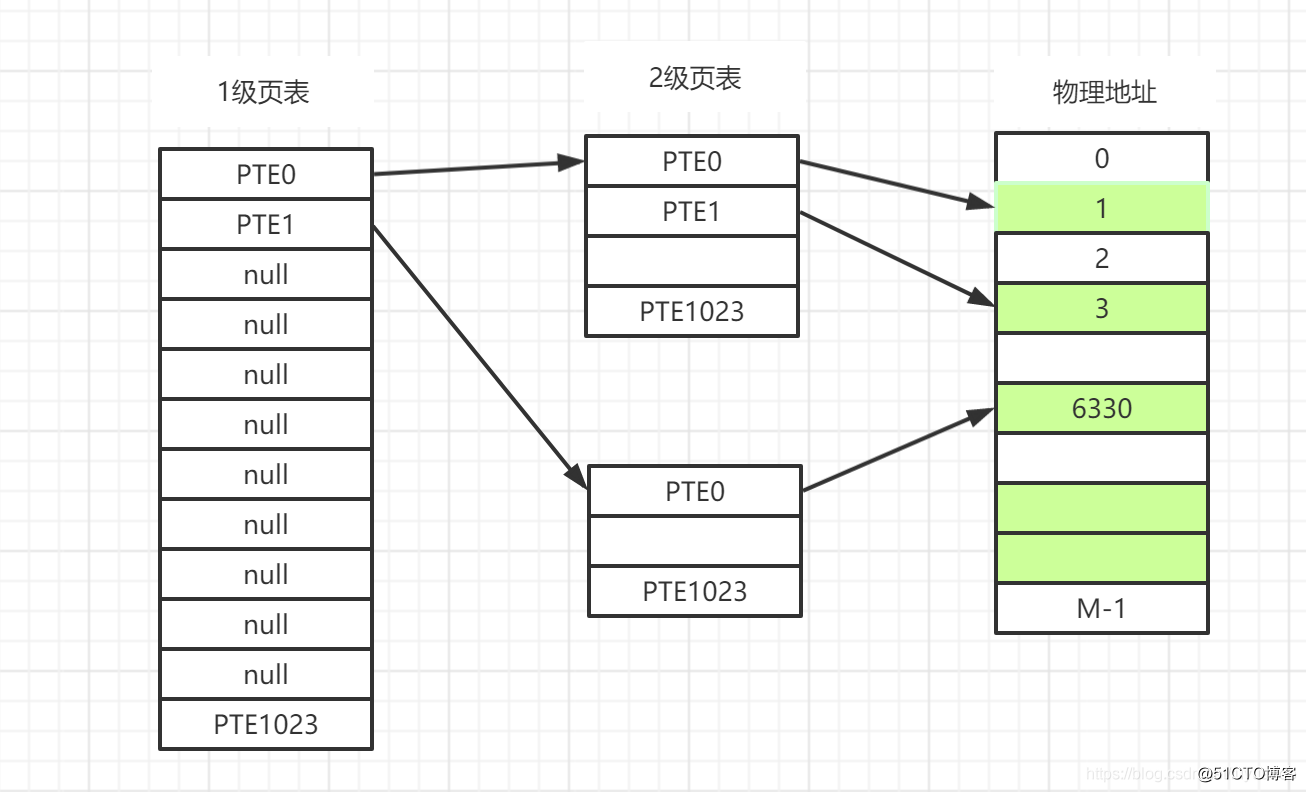 1级页表
PTE0
PTE1
null
null
null
null
null
null
null
null
null
PTE1023
2级页表
PTE0
PTE1
PTE1023
PTE0
PTE1023
物理地址
0
1
2
3
6330
M-1
https://blog.csd
@51CTO博客